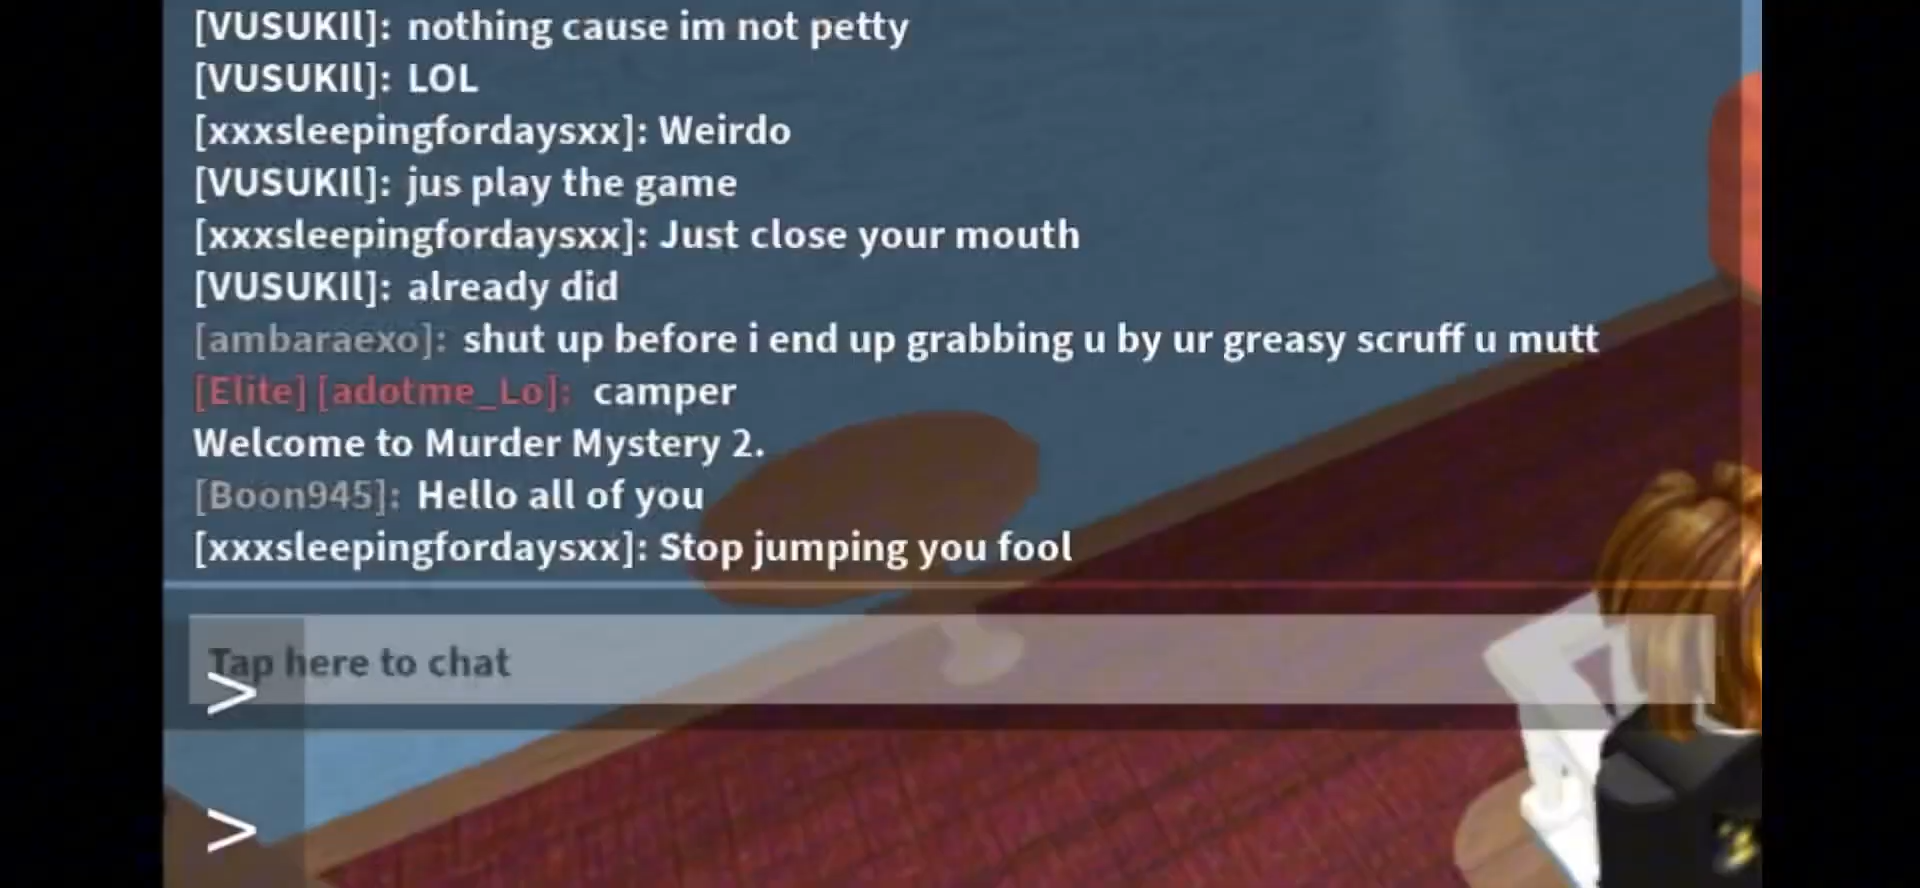 [VUSUKIl]: nothing cause im not petty
[VUSUKIl]: LOL
[xxxsleepingfordaysxx]: Weirdo
[VUSUKIl]: jus play the game
[xxxsleepingfordaysxx]: Just close your mouth
[VUSUKIl]: already did
[ambaraexo]: shut up before i end up grabbing u by ur greasy scruff u mutt
[Elite] [adotme_Lo]: camper
Welcome to Murder Mystery 2.
[Boon945]: Hello all of you
[xxxsleepingfordaysxx]: Stop jumping you fool
Tap here to chat
>
>